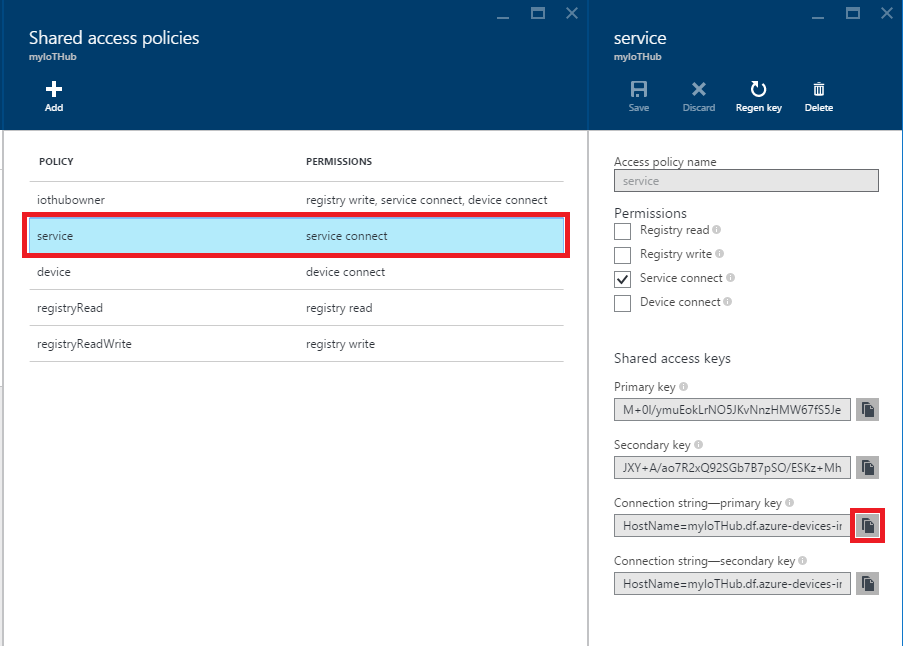 Shared access policies
myIoTHub
Add
POLICY PERMISSIONS
iothubowner registry write, service connect, device connect
service service connect
device device connect
registryRead registry read
registryReadWrite registry write
service
myIoTHub
Save Discard Regen key Delete
Access policy name
service
Permissions
Registry read
Registry write
Service connect
Device connect
Shared access keys
Primary key
M+0I/ymuEokLrNO5JKvNnzHMW67fS5Je
Secondary key
JXY+A/ao7R2xQ92SGb7B7pSO/ESKz+Mh
Connection string—primary key
HostName=myIoTHub.df.azure-devices-in
Connection string—secondary key
HostName=myIoTHub.df.azure-devices-in